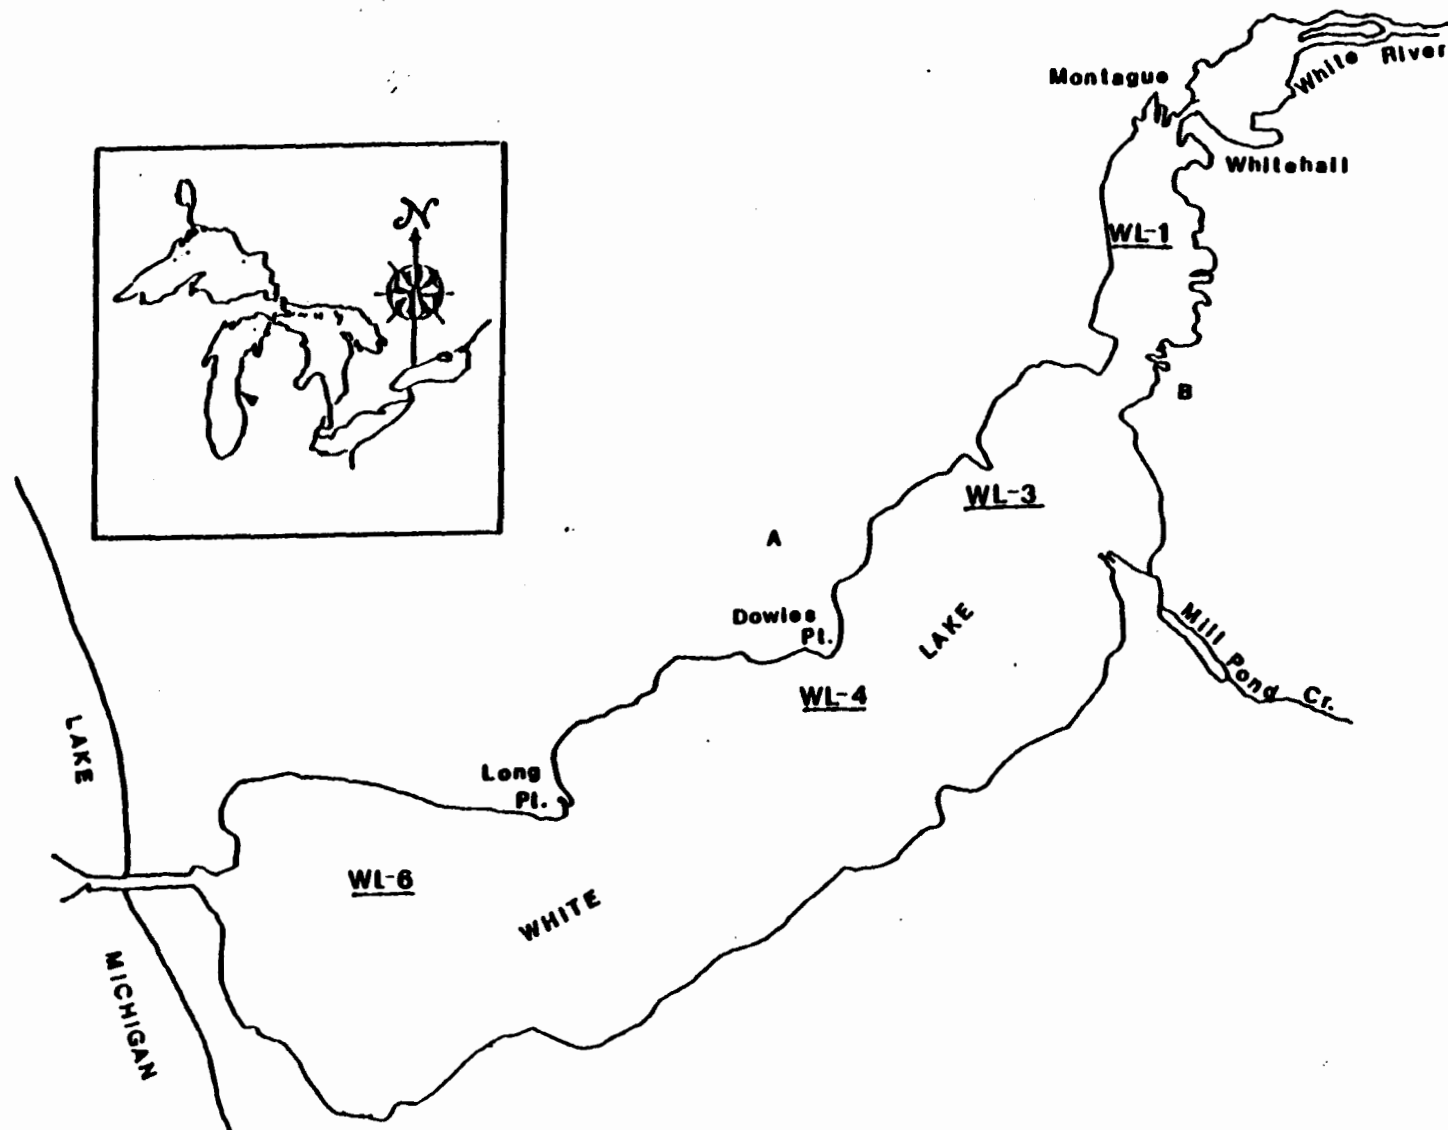 White River
Montague
Whitehall
N
WL-1
B
WL-3
A
Dowies
Pt.
LAKE
Mill Pond Cr.
WL-4
LAKE
Long
Pt.
WL-6
WHITE
MICHIGAN